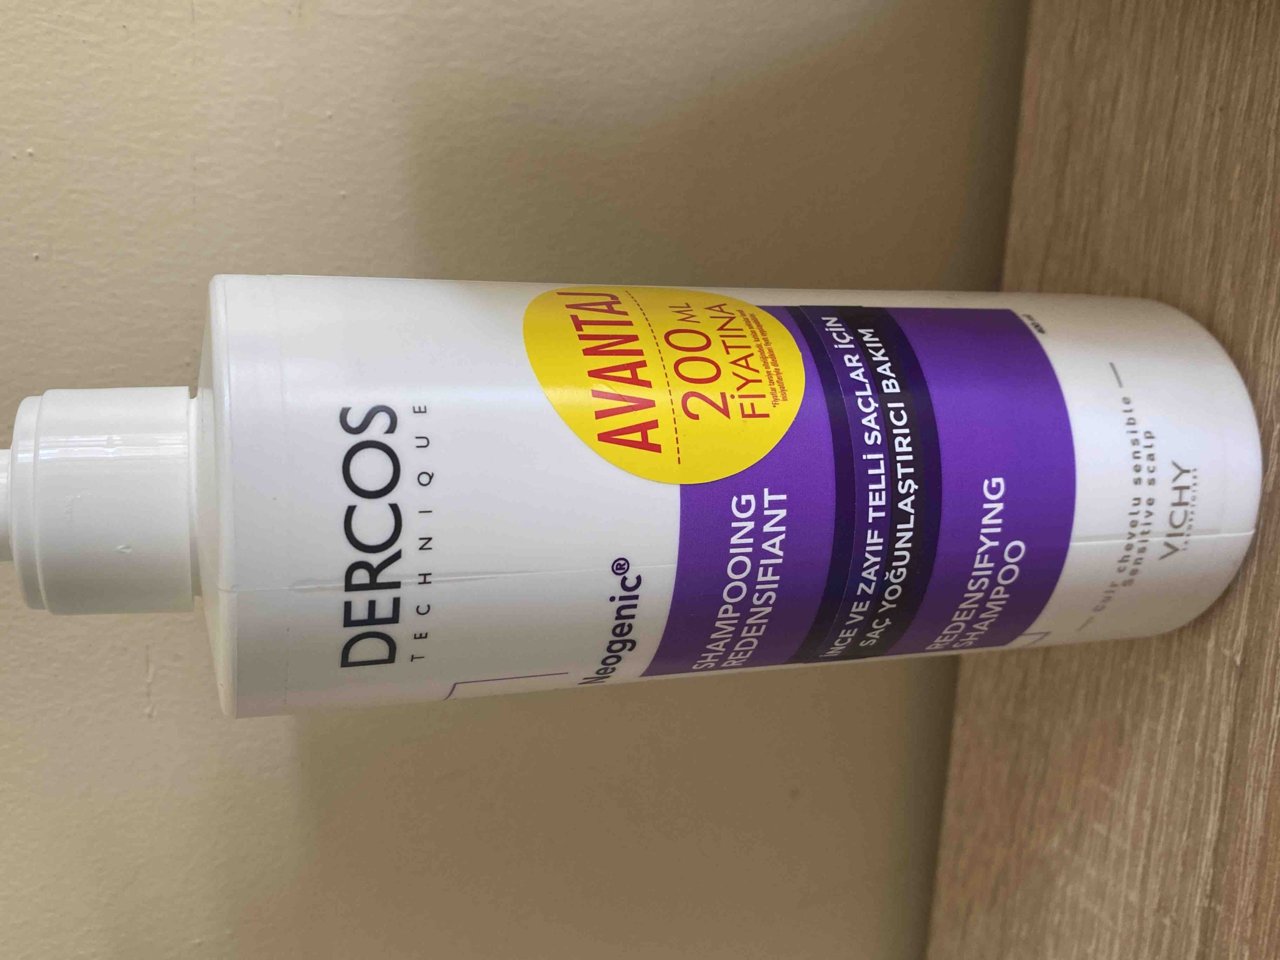 DERCOS
TECHNIQUE
Neogenic®
AVANTAJ
200 ML
FİYATINA
SHAMPOOING
REDENSIFIANT
İNCE VE ZAYIF TELLİ SAÇLAR İÇİN
SAÇ YOĞUNLAŞTIRICI BAKIM
REDENSIFYING
SHAMPOO
Cuir chevelu sensible
Sensitive scalp
VICHY
LABORATOIRES